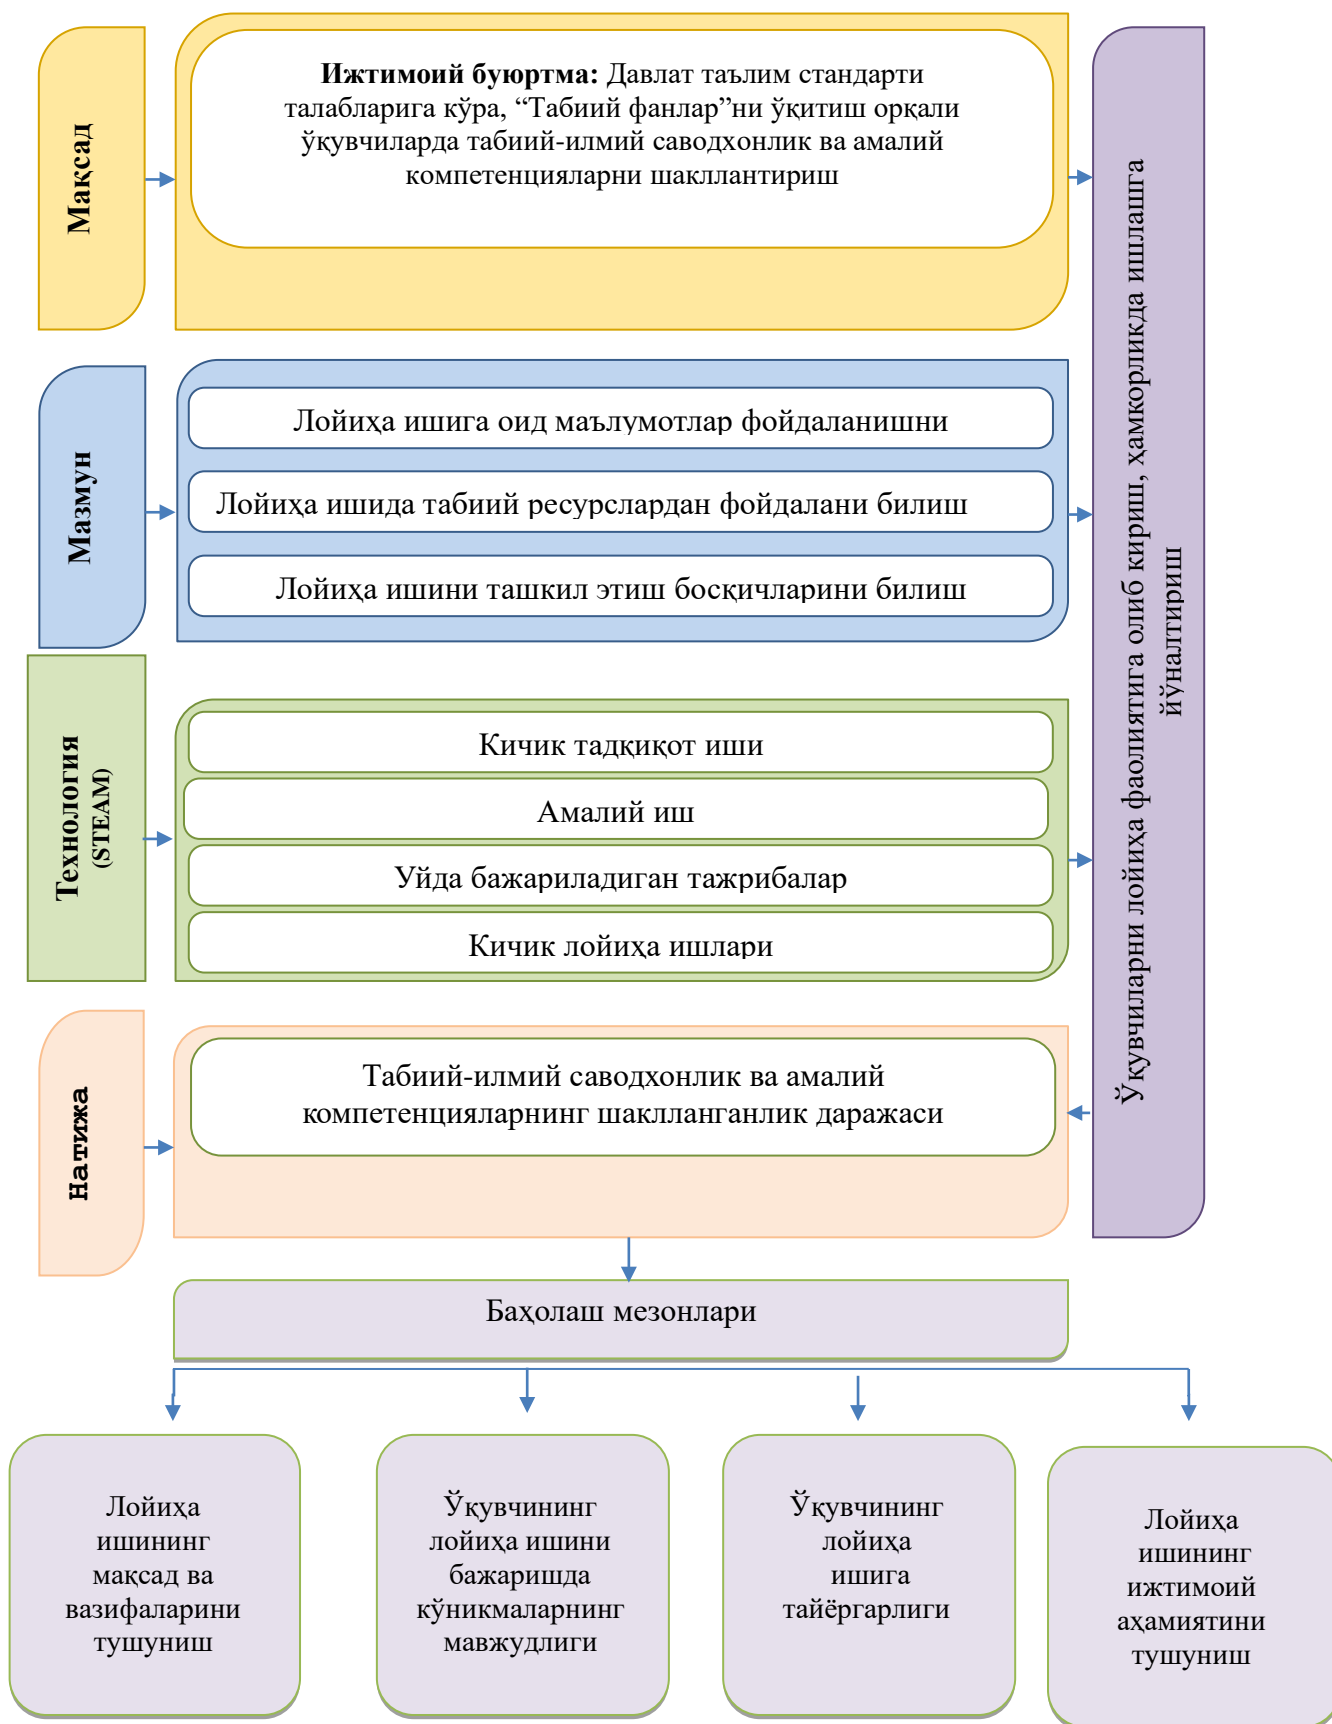 Мақсад
Ижтимоий буюртма: Давлат таълим стандарти
талабларига кўра, “Табиий фанлар”ни ўқитиш орқали
ўқувчиларда табиий-илмий саводхонлик ва амалий
компетенцияларни шакллантириш
Мазмун
Лойиҳа ишига оид маълумотлар фойдаланишни
Лойиҳа ишида табиий ресурслардан фойдалани билиш
Лойиҳа ишини ташкил этиш босқичларини билиш
Технология
(STEAM)
Кичик тадқиқот иши
Амалий иш
Уйда бажариладиган тажрибалар
Кичик лойиҳа ишлари
Натижа
Табиий-илмий саводхонлик ва амалий
компетенцияларнинг шаклланганлик даражаси
Ўқувчиларни лойиҳа фаолиятига олиб кириш, ҳамкорликда ишлашга
йўналтириш
Баҳолаш мезонлари
Лойиҳа
ишининг
мақсад ва
вазифаларини
тушуниш
Ўқувчининг
лойиҳа ишини
бажаришда
кўникмаларнинг
мавжудлиги
Ўқувчининг
лойиҳа
ишига
тайёргарлиги
Лойиҳа
ишининг
ижтимоий
аҳамиятини
тушуниш